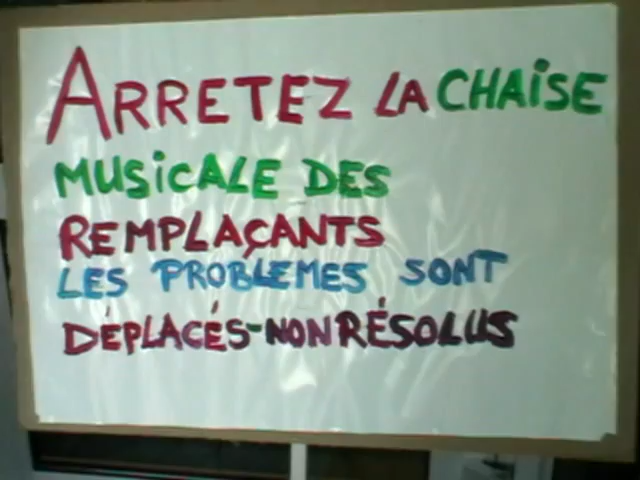 ARRETEZ LA CHAiSE
MUSiCALE DES
REMPLAÇANTS
LES PROBLEMES SONT
DÉPLACÉS-NON RÉSOLUS